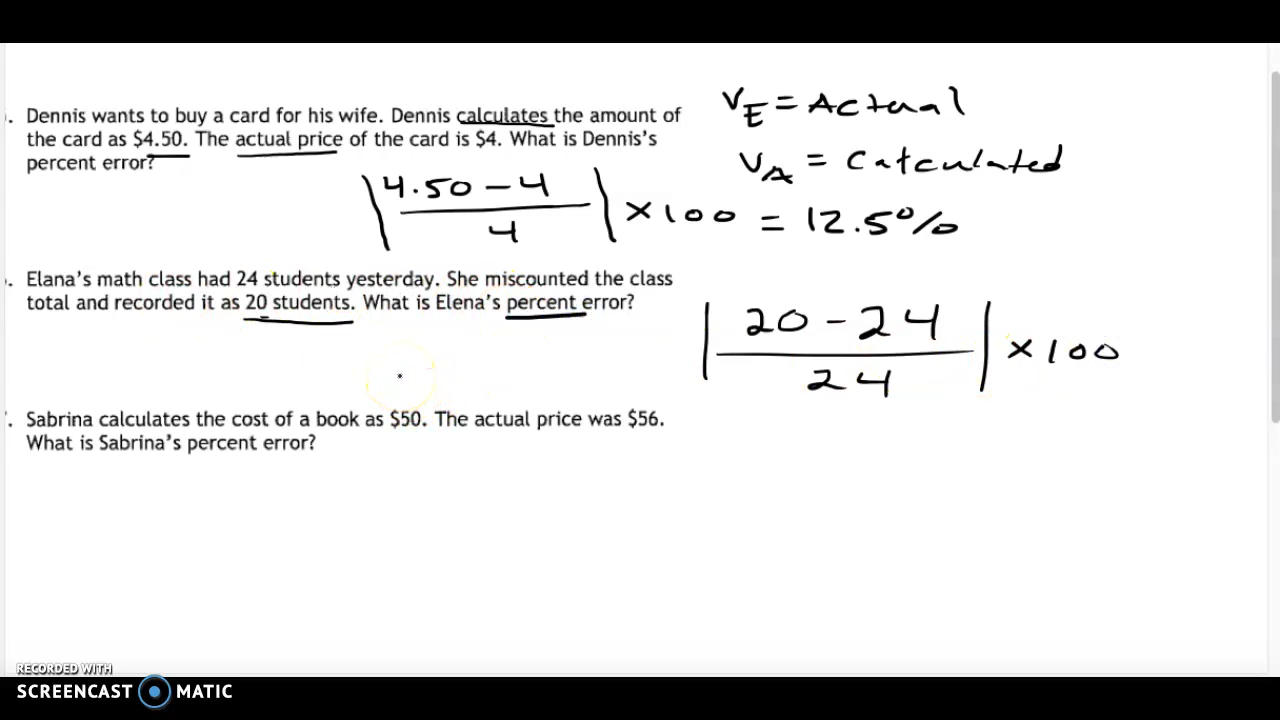 Dennis wants to buy a card for his wife. Dennis calculates the amount of
the card as $4.50. The actual price of the card is $4. What is Dennis's
percent error?
V_E = Actual
V_A = Calculated
|4.50 - 4
4| × 100 = 12.5%
Elana's math class had 24 students yesterday. She miscounted the class
total and recorded it as 20 students. What is Elena's percent error?
|20 - 24
24| × 100
Sabrina calculates the cost of a book as $50. The actual price was $56.
What is Sabrina's percent error?
RECORDED WITH
SCREENCAST MATIC